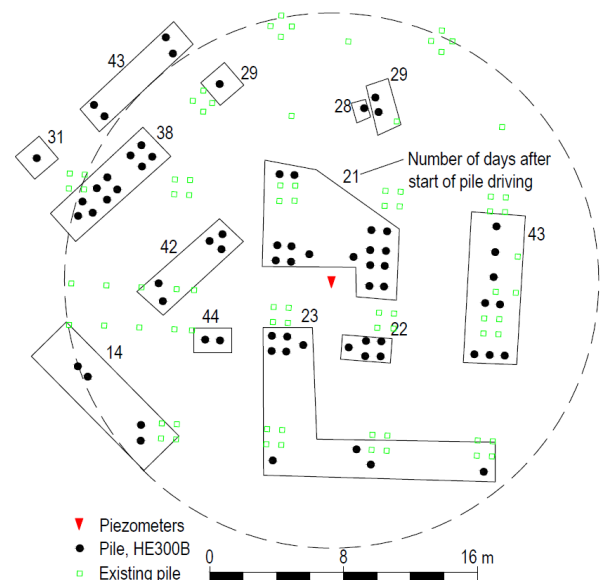 43
29
29
28
31
38
21
Number of days after
start of pile driving
42
43
44
23
22
14
Piezometers
Pile, HE300B
Existing pile
0 8 16 m